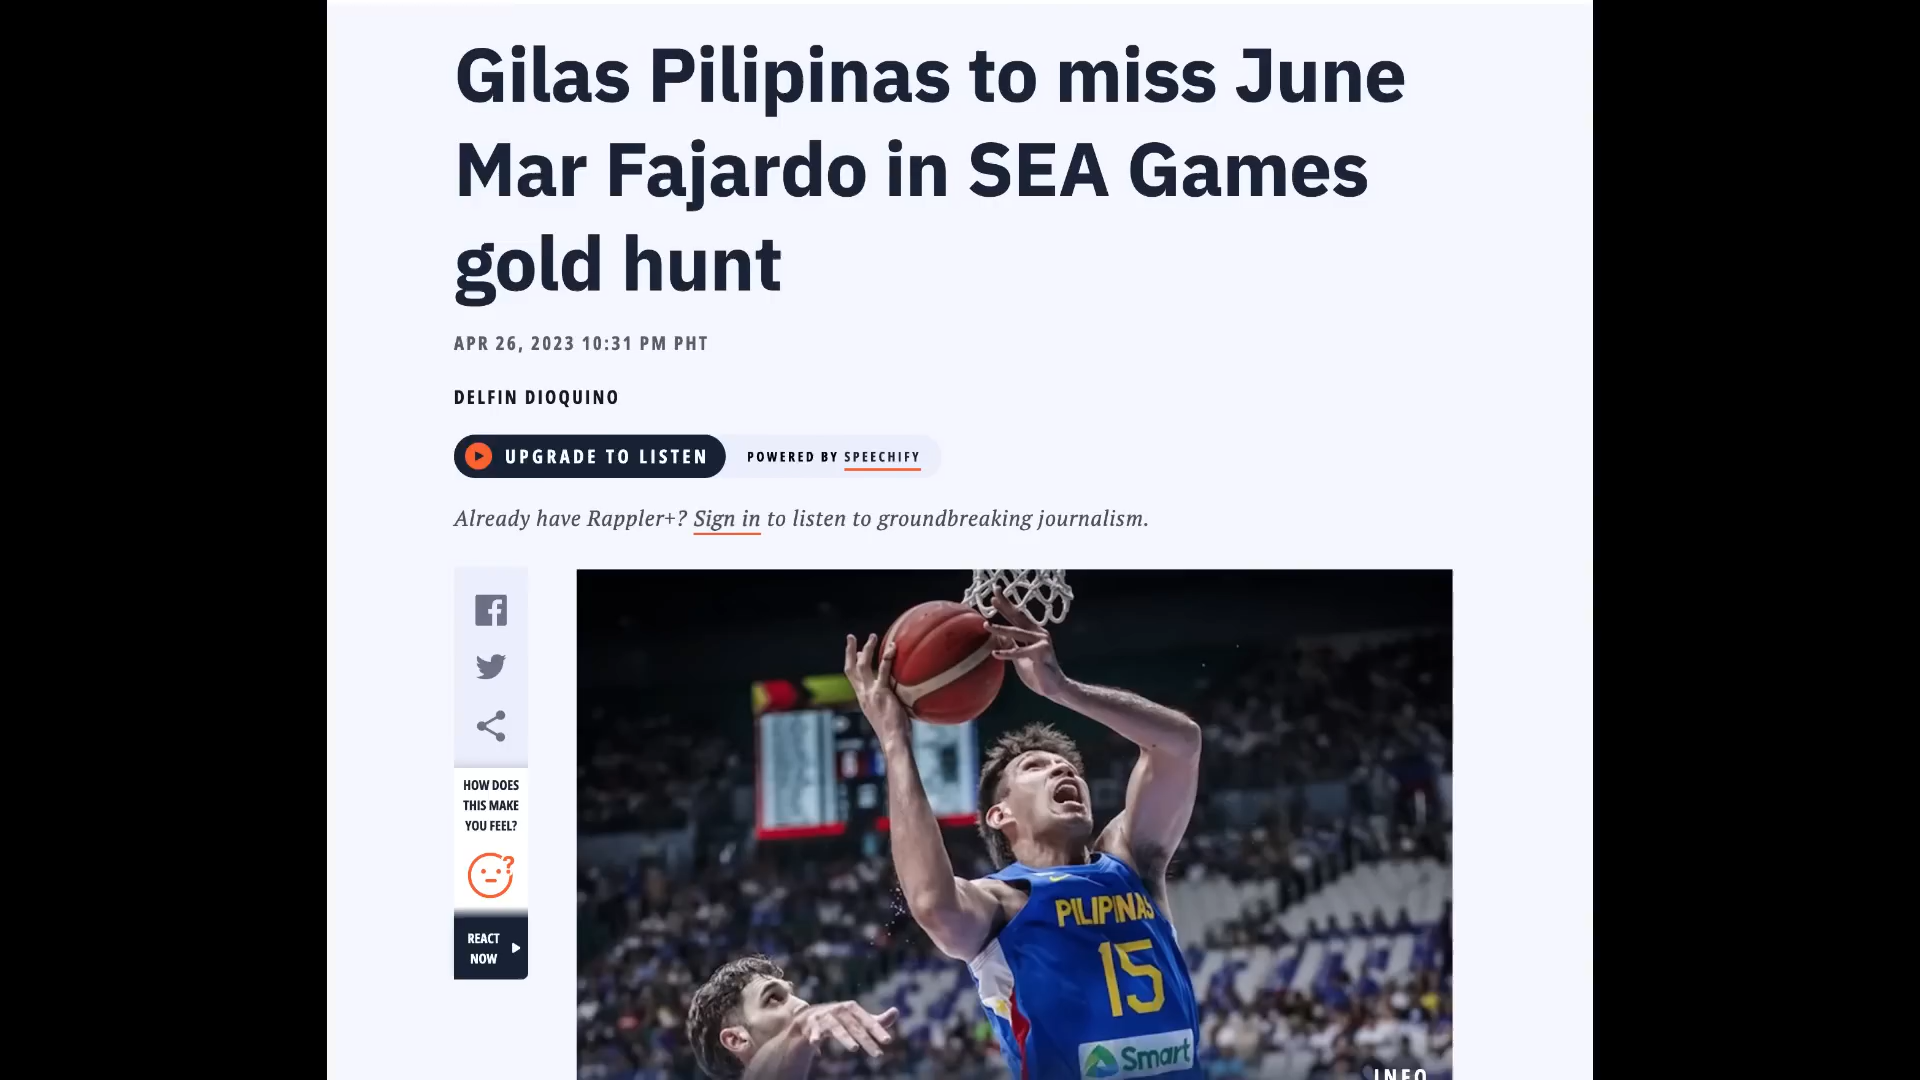 Gilas Pilipinas to miss June
Mar Fajardo in SEA Games
gold hunt
APR 26, 2023 10:31 PM PHT
DELFIN DIOQUINO
UPGRADE TO LISTEN
POWERED BY SPEECHIFY
Already have Rappler+? Sign in to listen to groundbreaking journalism.
HOW DOES
THIS MAKE
YOU FEEL?
REACT
NOW
PILIPINAS
15
Smart
INFO